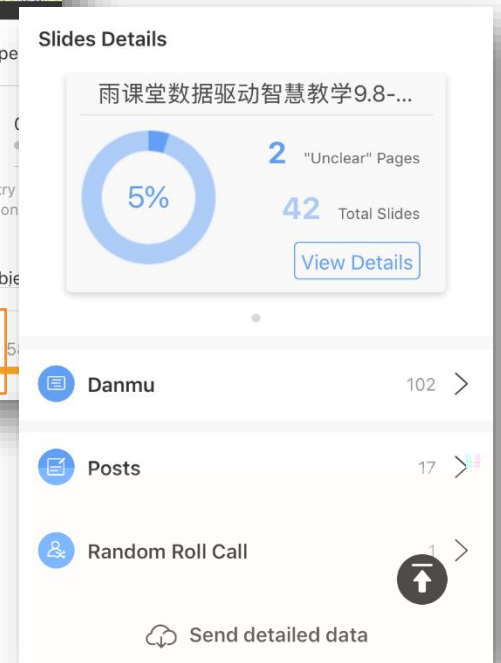 Slides Details
雨课堂数据驱动智慧教学9.8-...
5%
2 "Unclear" Pages
42 Total Slides
View Details
Danmu 102
Posts 17
Random Roll Call 1
Send detailed data